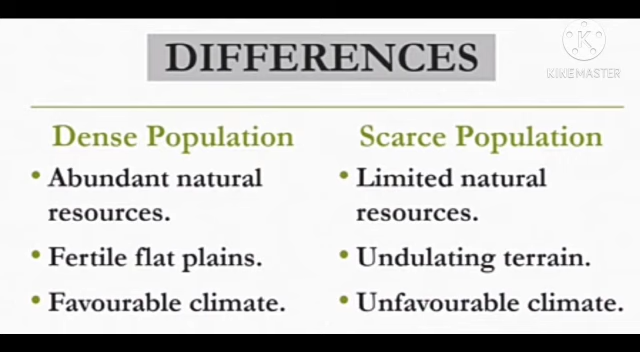 DIFFERENCES
KINEMASTER
Dense Population
• Abundant natural
resources.
• Fertile flat plains.
• Favourable climate.
Scarce Population
• Limited natural
resources.
• Undulating terrain.
• Unfavourable climate.